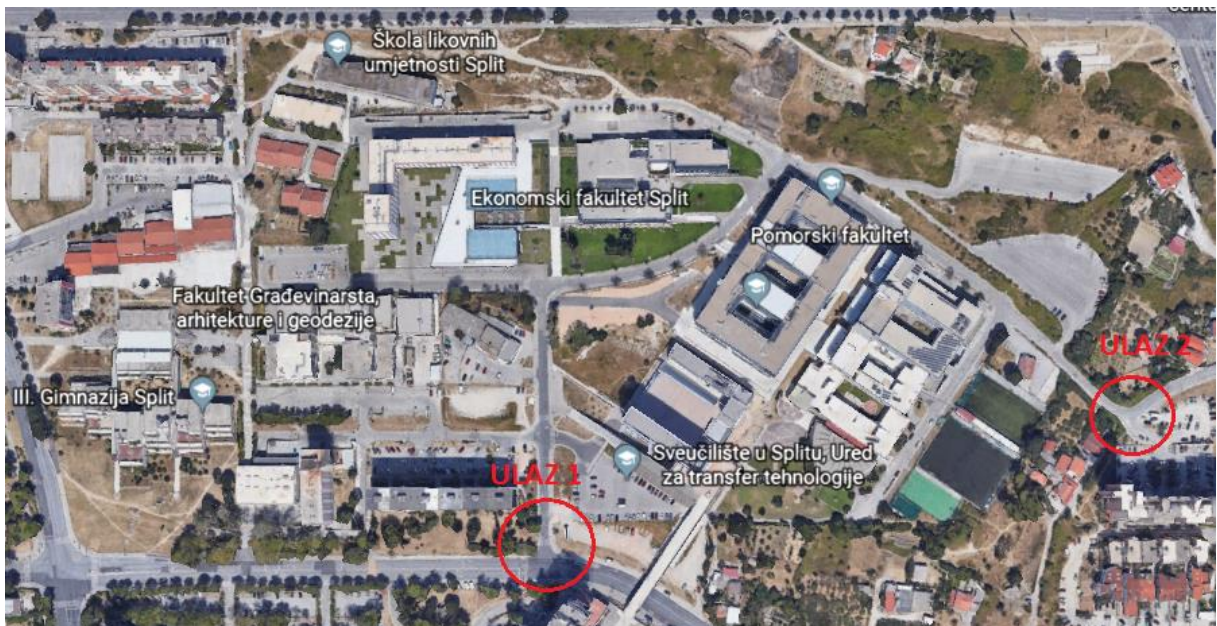 Škola likovnih
umjetnosti Split
Ekonomski fakultet Split
Pomorski fakultet
Fakultet Građevinarsta,
arhitekture i geodezije
III. Gimnazija Split
ULAZ 2
ULAZ 1
Sveučilište u Splitu, Ured
za transfer tehnologije